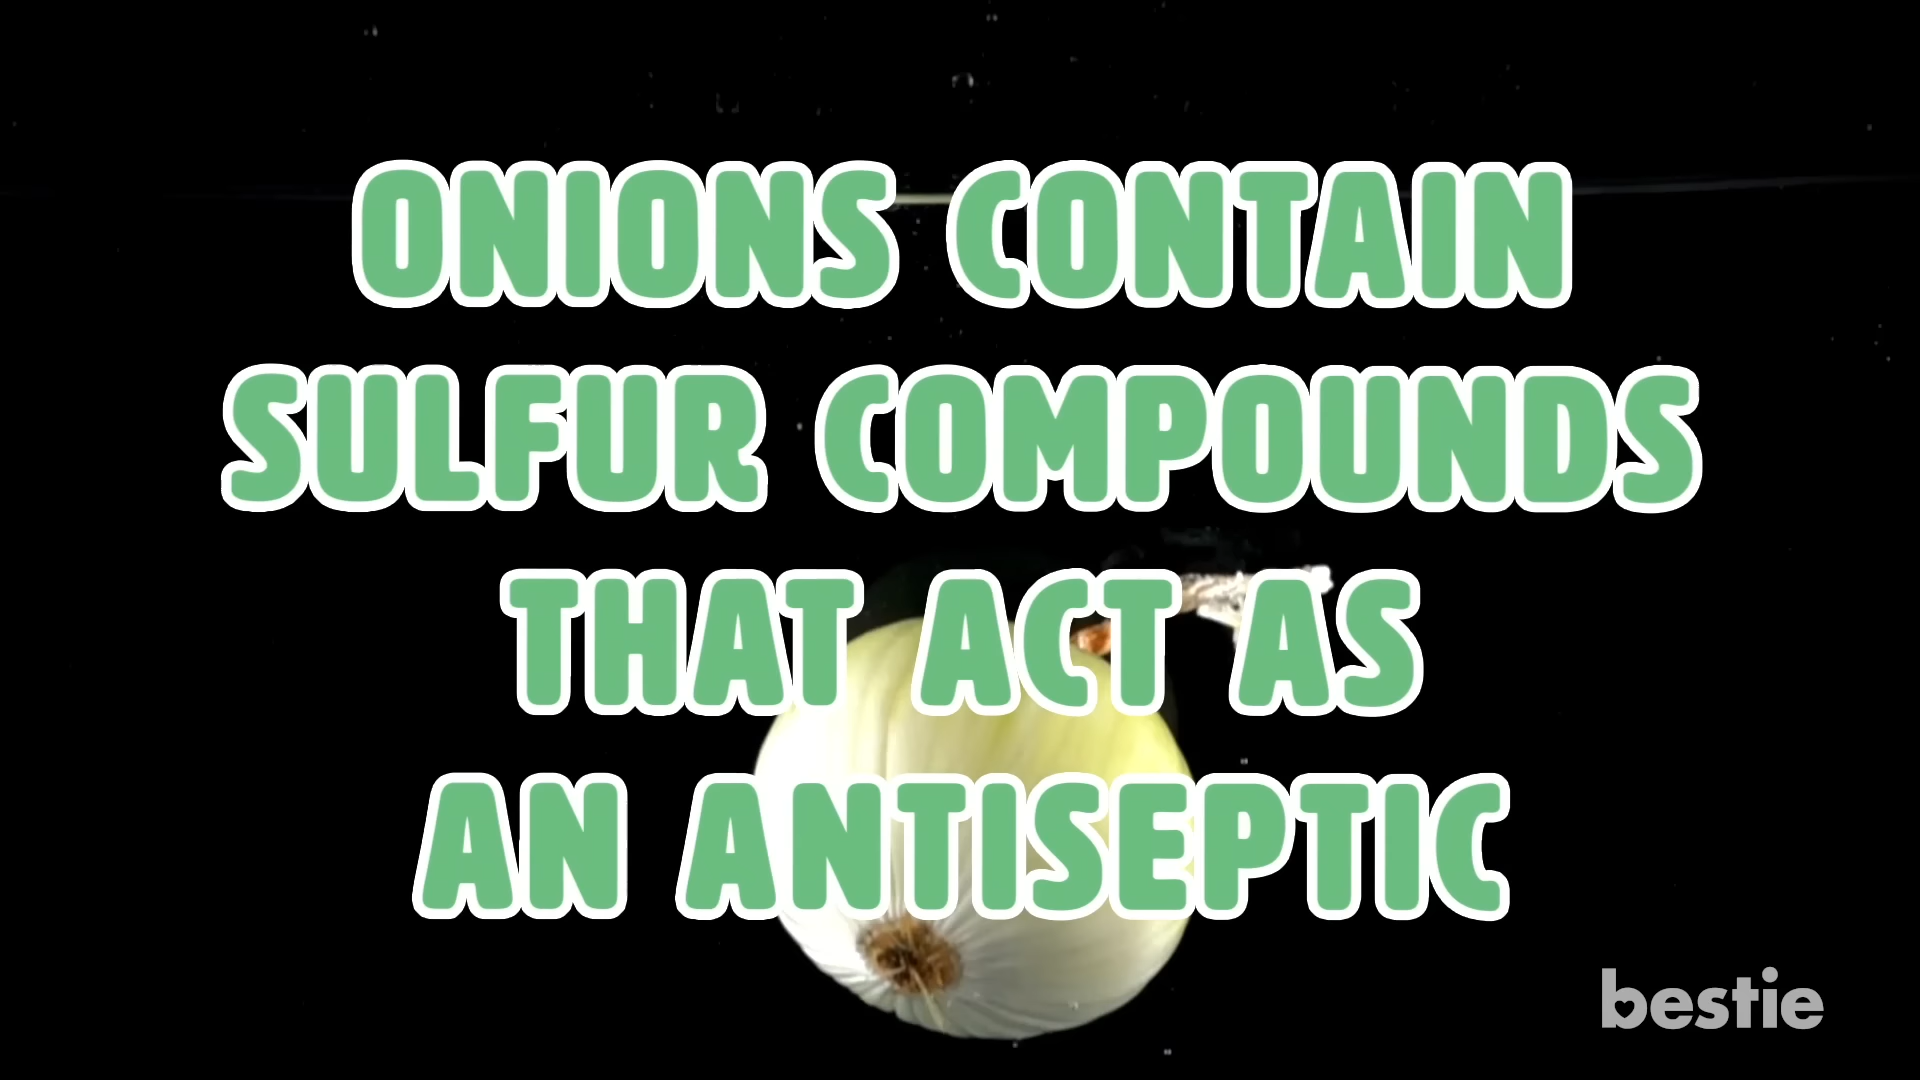 ONIONS CONTAIN
SULFUR COMPOUNDS
THAT ACT AS
AN ANTISEPTIC
bestie